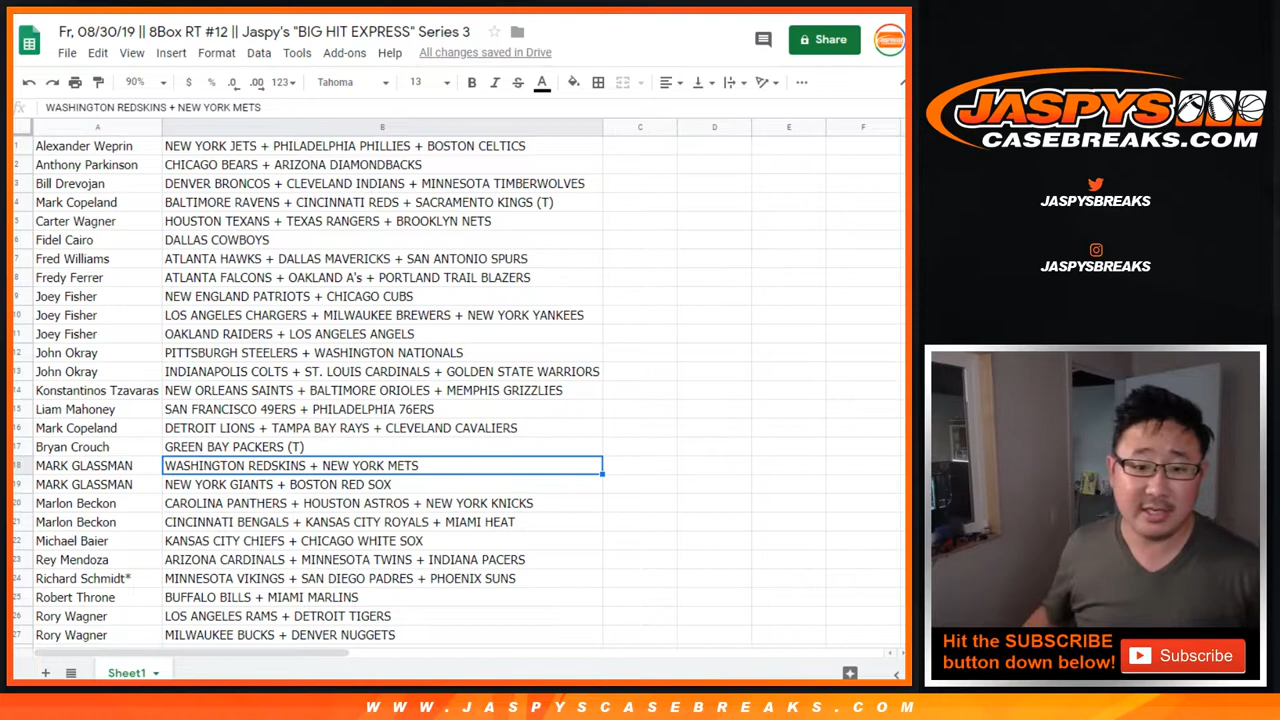 Fr, 08/30/19 || 8Box RT #12 || Jaspy's "BIG HIT EXPRESS" Series 3
Share
File Edit View Insert Format Data Tools Add-ons Help All changes saved in Drive
90% $ % .0 .00 123 Tahoma 13 B I S A
fx WASHINGTON REDSKINS + NEW YORK METS
A B C D E F
1 Alexander Weprin NEW YORK JETS + PHILADELPHIA PHILLIES + BOSTON CELTICS
2 Anthony Parkinson CHICAGO BEARS + ARIZONA DIAMONDBACKS
3 Bill Drevojan DENVER BRONCOS + CLEVELAND INDIANS + MINNESOTA TIMBERWOLVES
4 Mark Copeland BALTIMORE RAVENS + CINCINNATI REDS + SACRAMENTO KINGS (T)
5 Carter Wagner HOUSTON TEXANS + TEXAS RANGERS + BROOKLYN NETS
6 Fidel Cairo DALLAS COWBOYS
7 Fred Williams ATLANTA HAWKS + DALLAS MAVERICKS + SAN ANTONIO SPURS
8 Fredy Ferrer ATLANTA FALCONS + OAKLAND A's + PORTLAND TRAIL BLAZERS
9 Joey Fisher NEW ENGLAND PATRIOTS + CHICAGO CUBS
10 Joey Fisher LOS ANGELES CHARGERS + MILWAUKEE BREWERS + NEW YORK YANKEES
11 Joey Fisher OAKLAND RAIDERS + LOS ANGELES ANGELS
12 John Okray PITTSBURGH STEELERS + WASHINGTON NATIONALS
13 John Okray INDIANAPOLIS COLTS + ST. LOUIS CARDINALS + GOLDEN STATE WARRIORS
14 Konstantinos Tzavaras NEW ORLEANS SAINTS + BALTIMORE ORIOLES + MEMPHIS GRIZZLIES
15 Liam Mahoney SAN FRANCISCO 49ERS + PHILADELPHIA 76ERS
16 Mark Copeland DETROIT LIONS + TAMPA BAY RAYS + CLEVELAND CAVALIERS
17 Bryan Crouch GREEN BAY PACKERS (T)
18 MARK GLASSMAN WASHINGTON REDSKINS + NEW YORK METS
19 MARK GLASSMAN NEW YORK GIANTS + BOSTON RED SOX
20 Marlon Beckon CAROLINA PANTHERS + HOUSTON ASTROS + NEW YORK KNICKS
21 Marlon Beckon CINCINNATI BENGALS + KANSAS CITY ROYALS + MIAMI HEAT
22 Michael Baier KANSAS CITY CHIEFS + CHICAGO WHITE SOX
23 Rey Mendoza ARIZONA CARDINALS + MINNESOTA TWINS + INDIANA PACERS
24 Richard Schmidt* MINNESOTA VIKINGS + SAN DIEGO PADRES + PHOENIX SUNS
25 Robert Throne BUFFALO BILLS + MIAMI MARLINS
26 Rory Wagner LOS ANGELES RAMS + DETROIT TIGERS
27 Rory Wagner MILWAUKEE BUCKS + DENVER NUGGETS
Sheet1
JASPYS
CASEBREAKS.COM
JASPYSBREAKS
JASPYSBREAKS
Hit the SUBSCRIBE
button down below!
Subscribe
WWW.JASPYSCASEBREAKS.COM